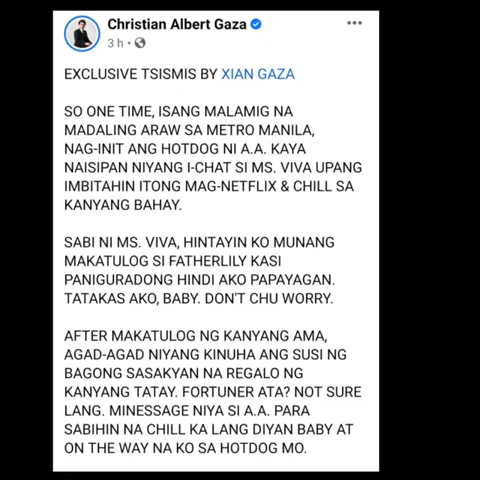 Christian Albert Gaza
3 h •
EXCLUSIVE TSISMIS BY XIAN GAZA
SO ONE TIME, ISANG MALAMIG NA
MADALING ARAW SA METRO MANILA,
NAG-INIT ANG HOTDOG NI A.A. KAYA
NAISIPAN NIYANG I-CHAT SI MS. VIVA UPANG
IMBITAHIN ITONG MAG-NETFLIX & CHILL SA
KANYANG BAHAY.
SABI NI MS. VIVA, HINTAYIN KO MUNANG
MAKATULOG SI FATHERLILY KASI
PANIGURADONG HINDI AKO PAPAYAGAN.
TATAKAS AKO, BABY. DON'T CHU WORRY.
AFTER MAKATULOG NG KANYANG AMA,
AGAD-AGAD NIYANG KINUHA ANG SUSI NG
BAGONG SASAKYAN NA REGALO NG
KANYANG TATAY. FORTUNER ATA? NOT SURE
LANG. MINESSAGE NIYA SI A.A. PARA
SABIHIN NA CHILL KA LANG DIYAN BABY AT
ON THE WAY NA KO SA HOTDOG MO.